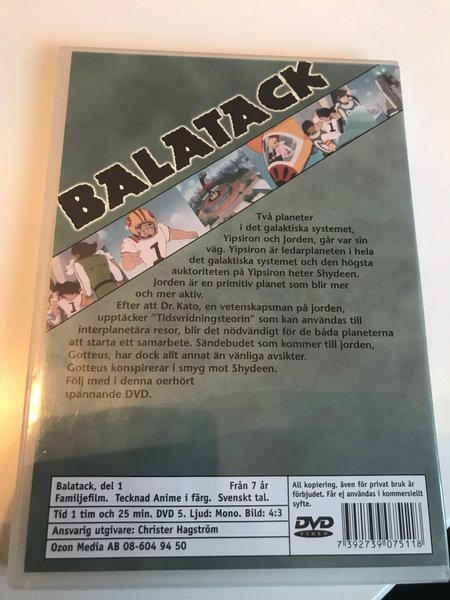 BALATACK
Två planeter
i det galaktiska systemet,
Yipsiron och Jorden, går var sin
väg. Yipsiron är ledarplaneten i hela
det galaktiska systemet och den högsta
auktoriteten på Yipsiron heter Shydeen.
Jorden är en primitiv planet som blir mer
och mer aktiv.
Efter att Dr. Kato, en vetenskapsman på jorden,
upptäcker "Tidsvridningsteorin" som kan användas till
interplanetära resor, blir det nödvändigt för de båda planeterna
att starta ett samarbete. Sändebudet som kommer till jorden,
Gotteus, har dock allt annat än vänliga avsikter.
Gotteus konspirerar i smyg mot Shydeen.
Följ med i denna oerhört
spännande DVD.
Balatack, del 1 Från 7 år
Familjefilm. Tecknad Anime i färg. Svenskt tal.
Tid 1 tim och 25 min. DVD 5. Ljud: Mono. Bild: 4:3
Ansvarig utgivare: Christer Hagström
Ozon Media AB 08-604 94 50
All kopiering, även för privat bruk är
förbjudet. Får ej användas i kommersiellt
syfte.
DVD
VIDEO
7 392739 075118